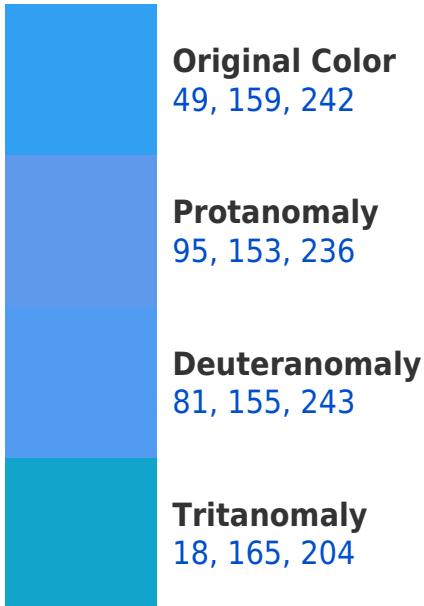 Original Color
49, 159, 242
Protanomaly
95, 153, 236
Deuteranomaly
81, 155, 243
Tritanomaly
18, 165, 204